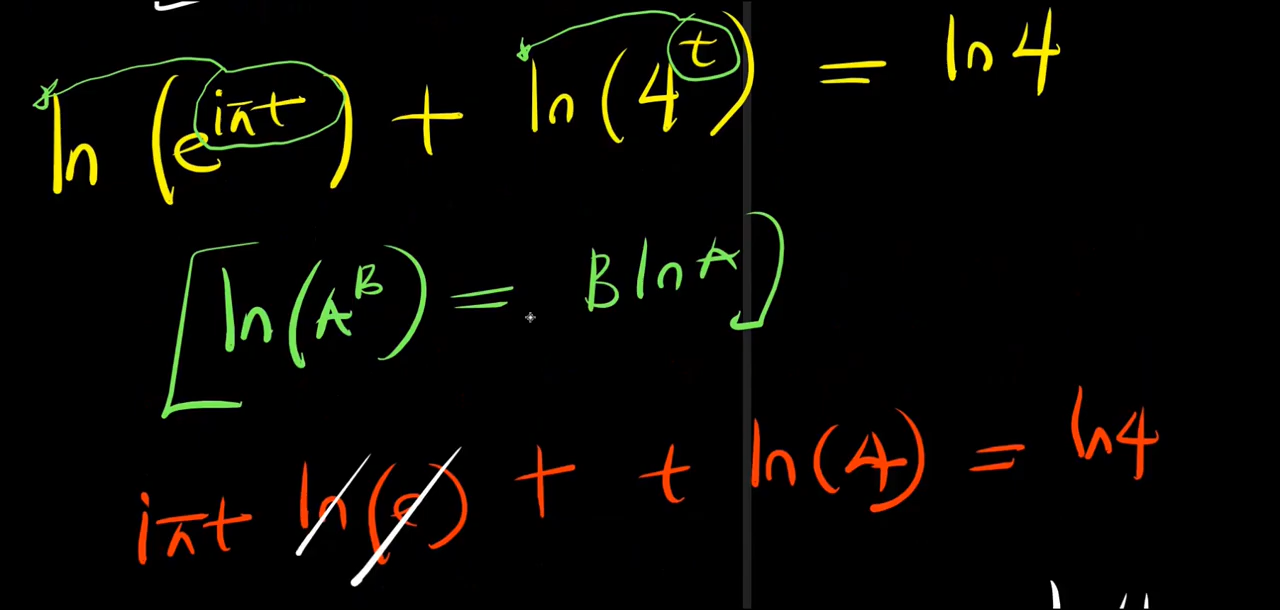 ln (e^{iπt}) + ln (4^t) = ln 4
[ln (A^B) = B ln A]
iπt ln (e) + t ln (4) = ln 4